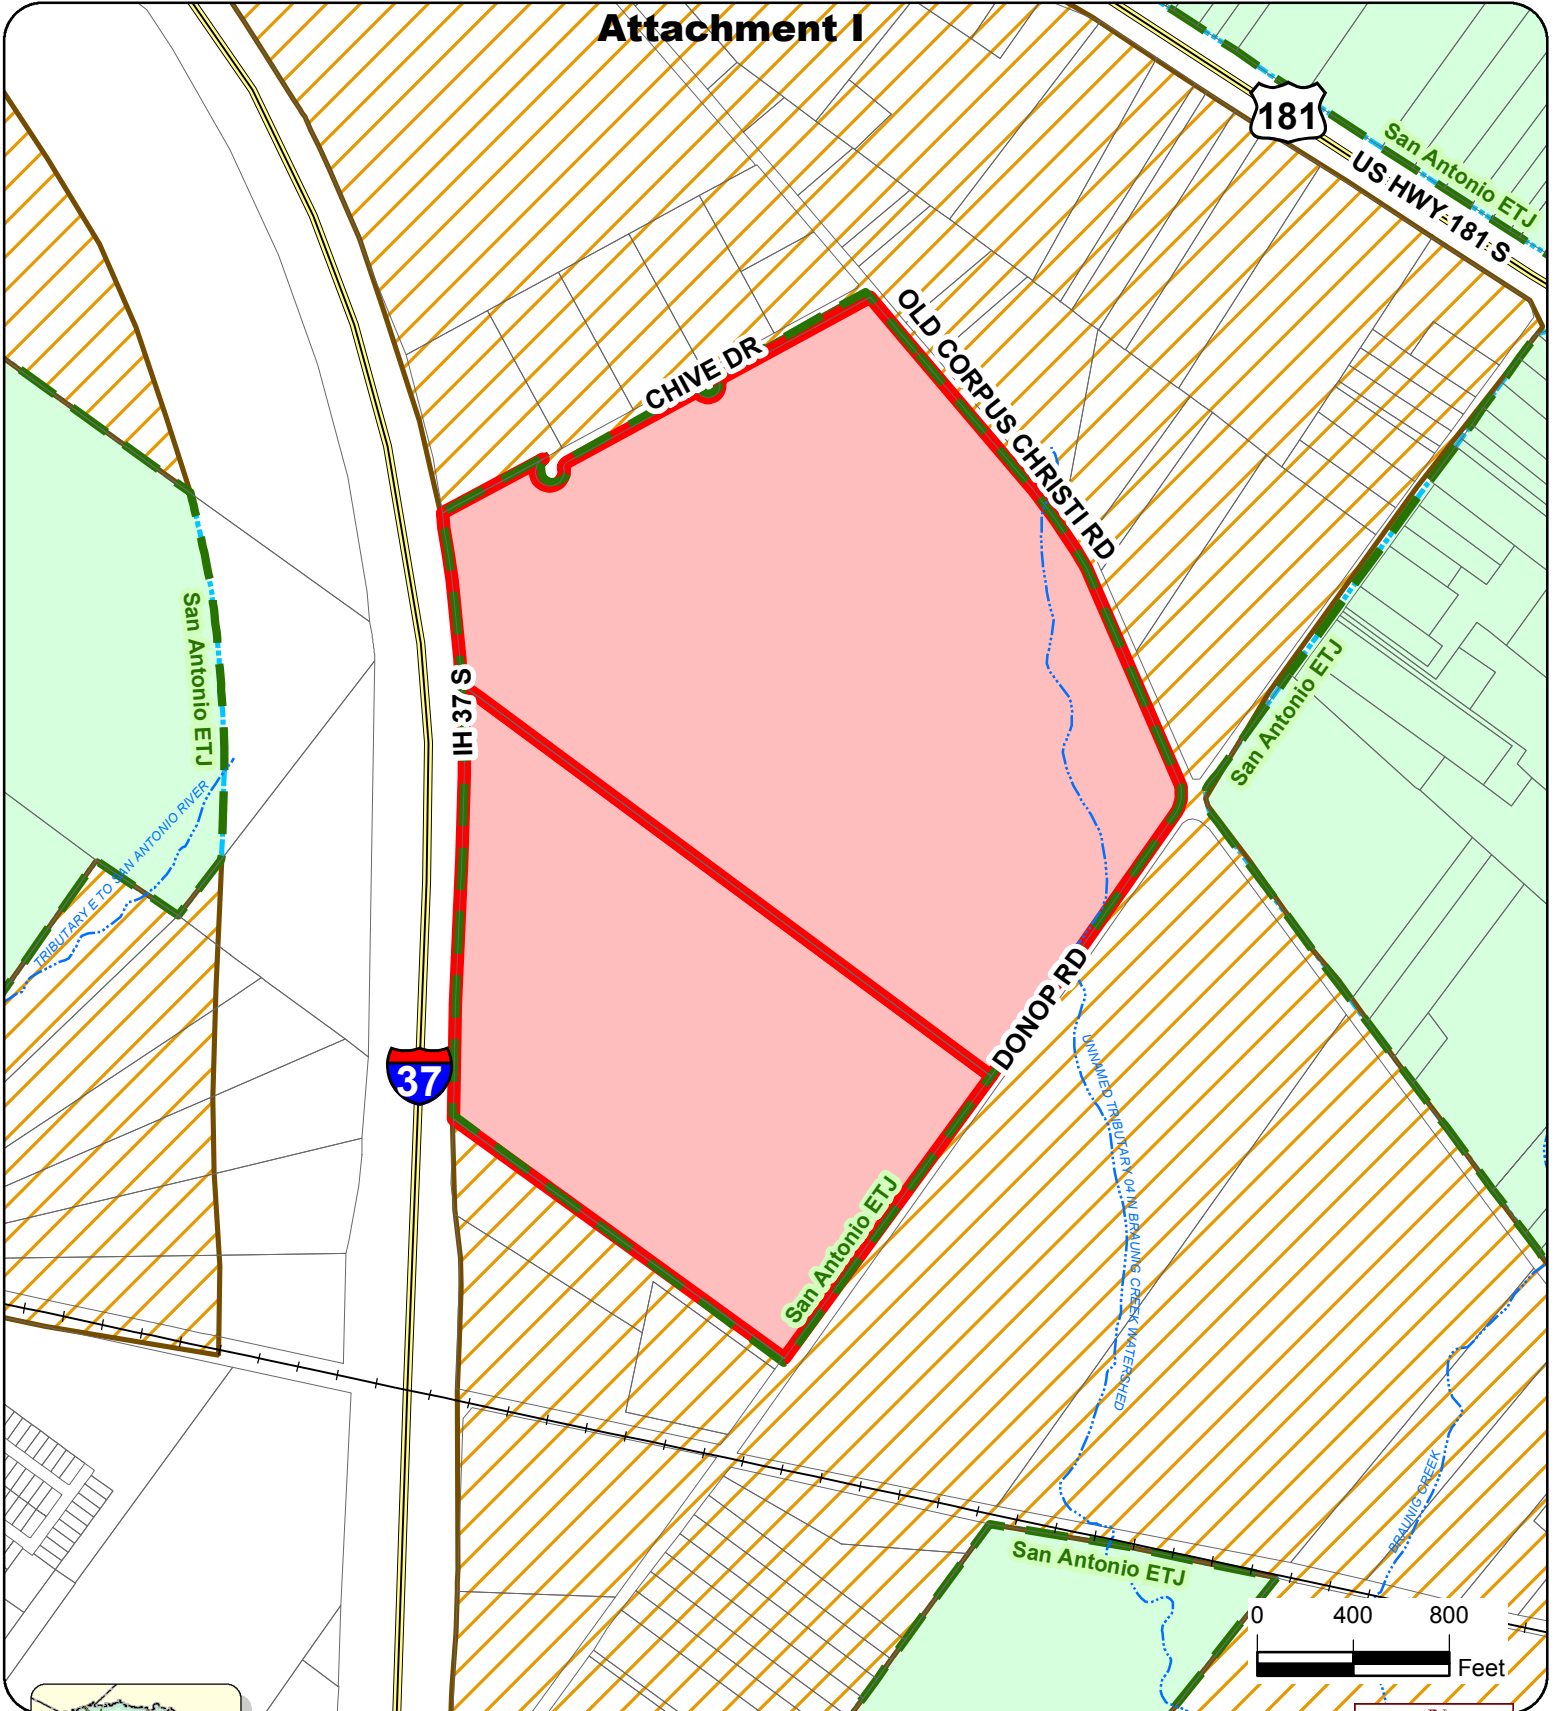 Attachment I
181
San Antonio ETJ
US HWY 181 S
OLD CORPUS CHRISTI RD
CHIVE DR
San Antonio ETJ
IH 37 S
San Antonio ETJ
TRIBUTARY E TO SAN ANTONIO RIVER
DONOP RD
37
UNNAMED TRIBUTARY 04 IN BRAUNIG CREEK WATERSHED
San Antonio ETJ
BRAUNIG CREEK
San Antonio ETJ
0 400 800
Feet